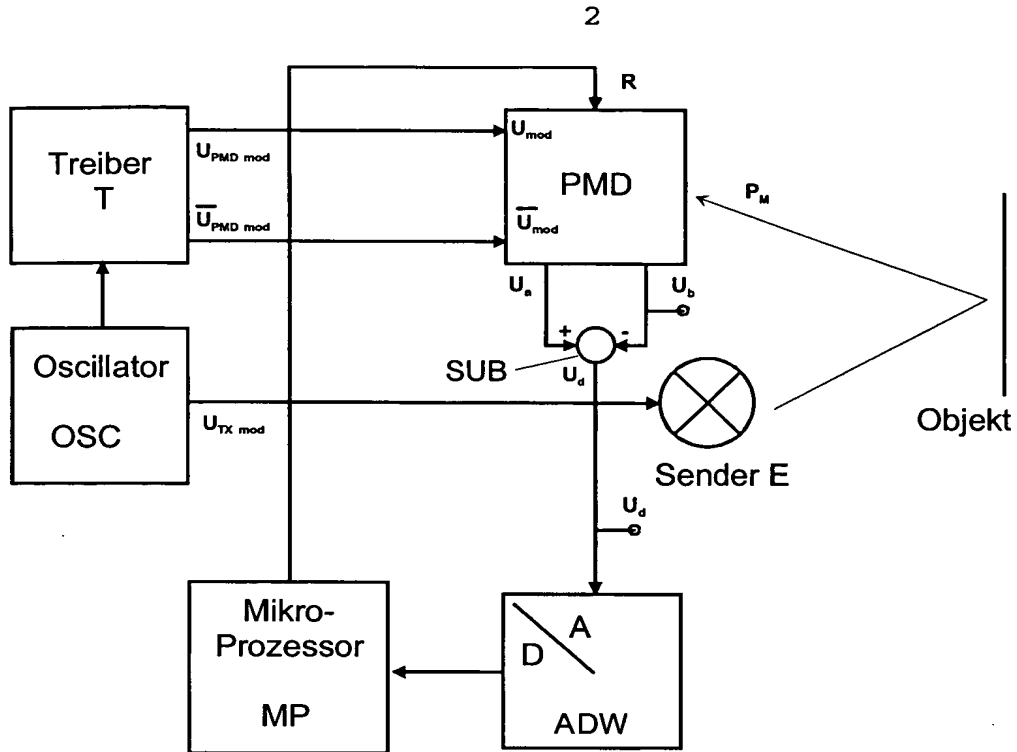 2
R
Treiber
T
U_PMD mod
U̅_PMD mod
U_mod
PMD
U̅_mod
P_M
U_a
U_b
+
-
SUB
U_d
Oscillator
OSC
U_TX mod
Sender E
Objekt
U_d
Mikro-
Prozessor
MP
A
D
ADW